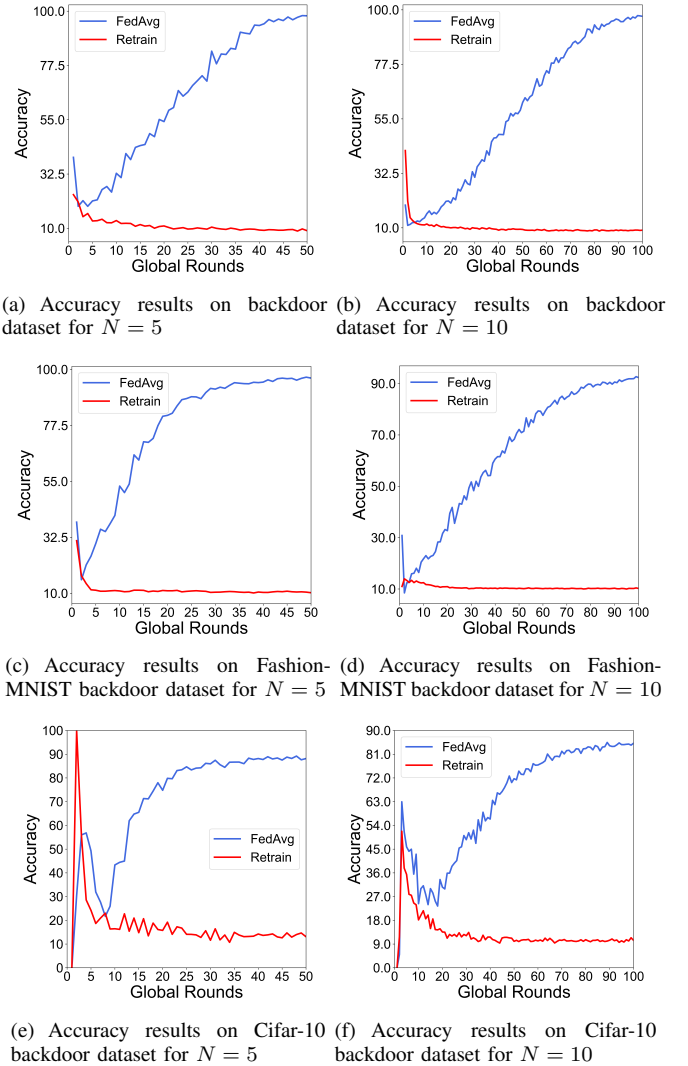 100.0
77.5
55.0
32.5
10.0
Accuracy
FedAvg
Retrain
0 5 10 15 20 25 30 35 40 45 50
Global Rounds
100.0
77.5
55.0
32.5
10.0
Accuracy
FedAvg
Retrain
0 10 20 30 40 50 60 70 80 90 100
Global Rounds
(a) Accuracy results on backdoor
dataset for N = 5
(b) Accuracy results on backdoor
dataset for N = 10
100.0
77.5
55.0
32.5
10.0
Accuracy
FedAvg
Retrain
0 5 10 15 20 25 30 35 40 45 50
Global Rounds
90.0
70.0
50.0
30.0
10.0
Accuracy
FedAvg
Retrain
0 10 20 30 40 50 60 70 80 90 100
Global Rounds
(c) Accuracy results on Fashion-
MNIST backdoor dataset for N = 5
(d) Accuracy results on Fashion-
MNIST backdoor dataset for N = 10
100
90
80
70
60
50
40
30
20
10
0
Accuracy
FedAvg
Retrain
0 5 10 15 20 25 30 35 40 45 50
Global Rounds
90.0
81.0
72.0
63.0
54.0
45.0
36.0
27.0
18.0
9.0
0.0
Accuracy
FedAvg
Retrain
0 10 20 30 40 50 60 70 80 90 100
Global Rounds
(e) Accuracy results on Cifar-10
backdoor dataset for N = 5
(f) Accuracy results on Cifar-10
backdoor dataset for N = 10